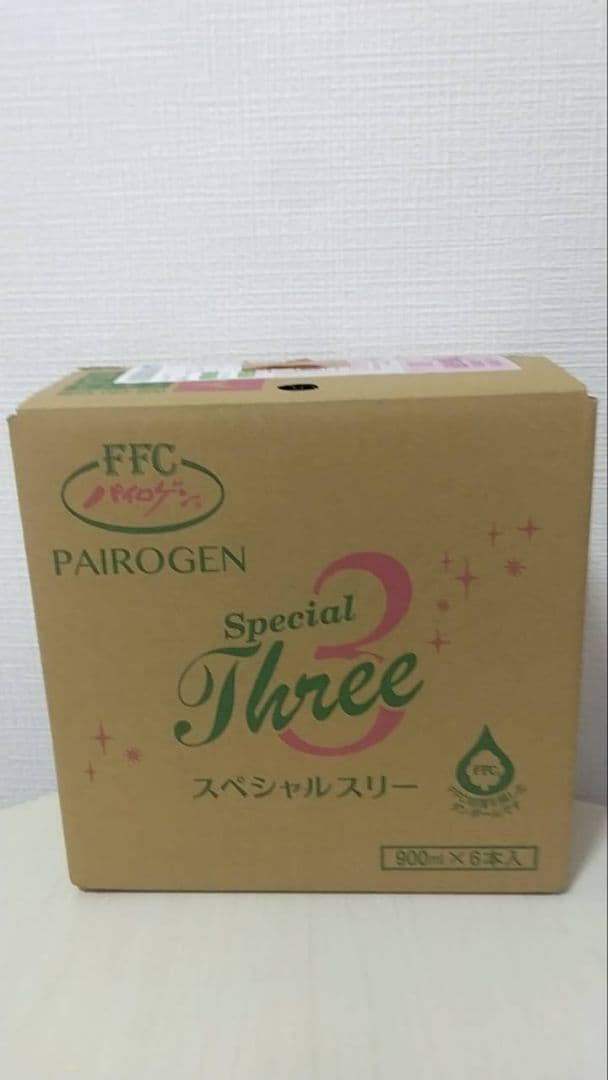 FFC
パイロゲン
PAIROGEN
3
Special
Three
スペシャルスリー
FFC
900ml×6本入